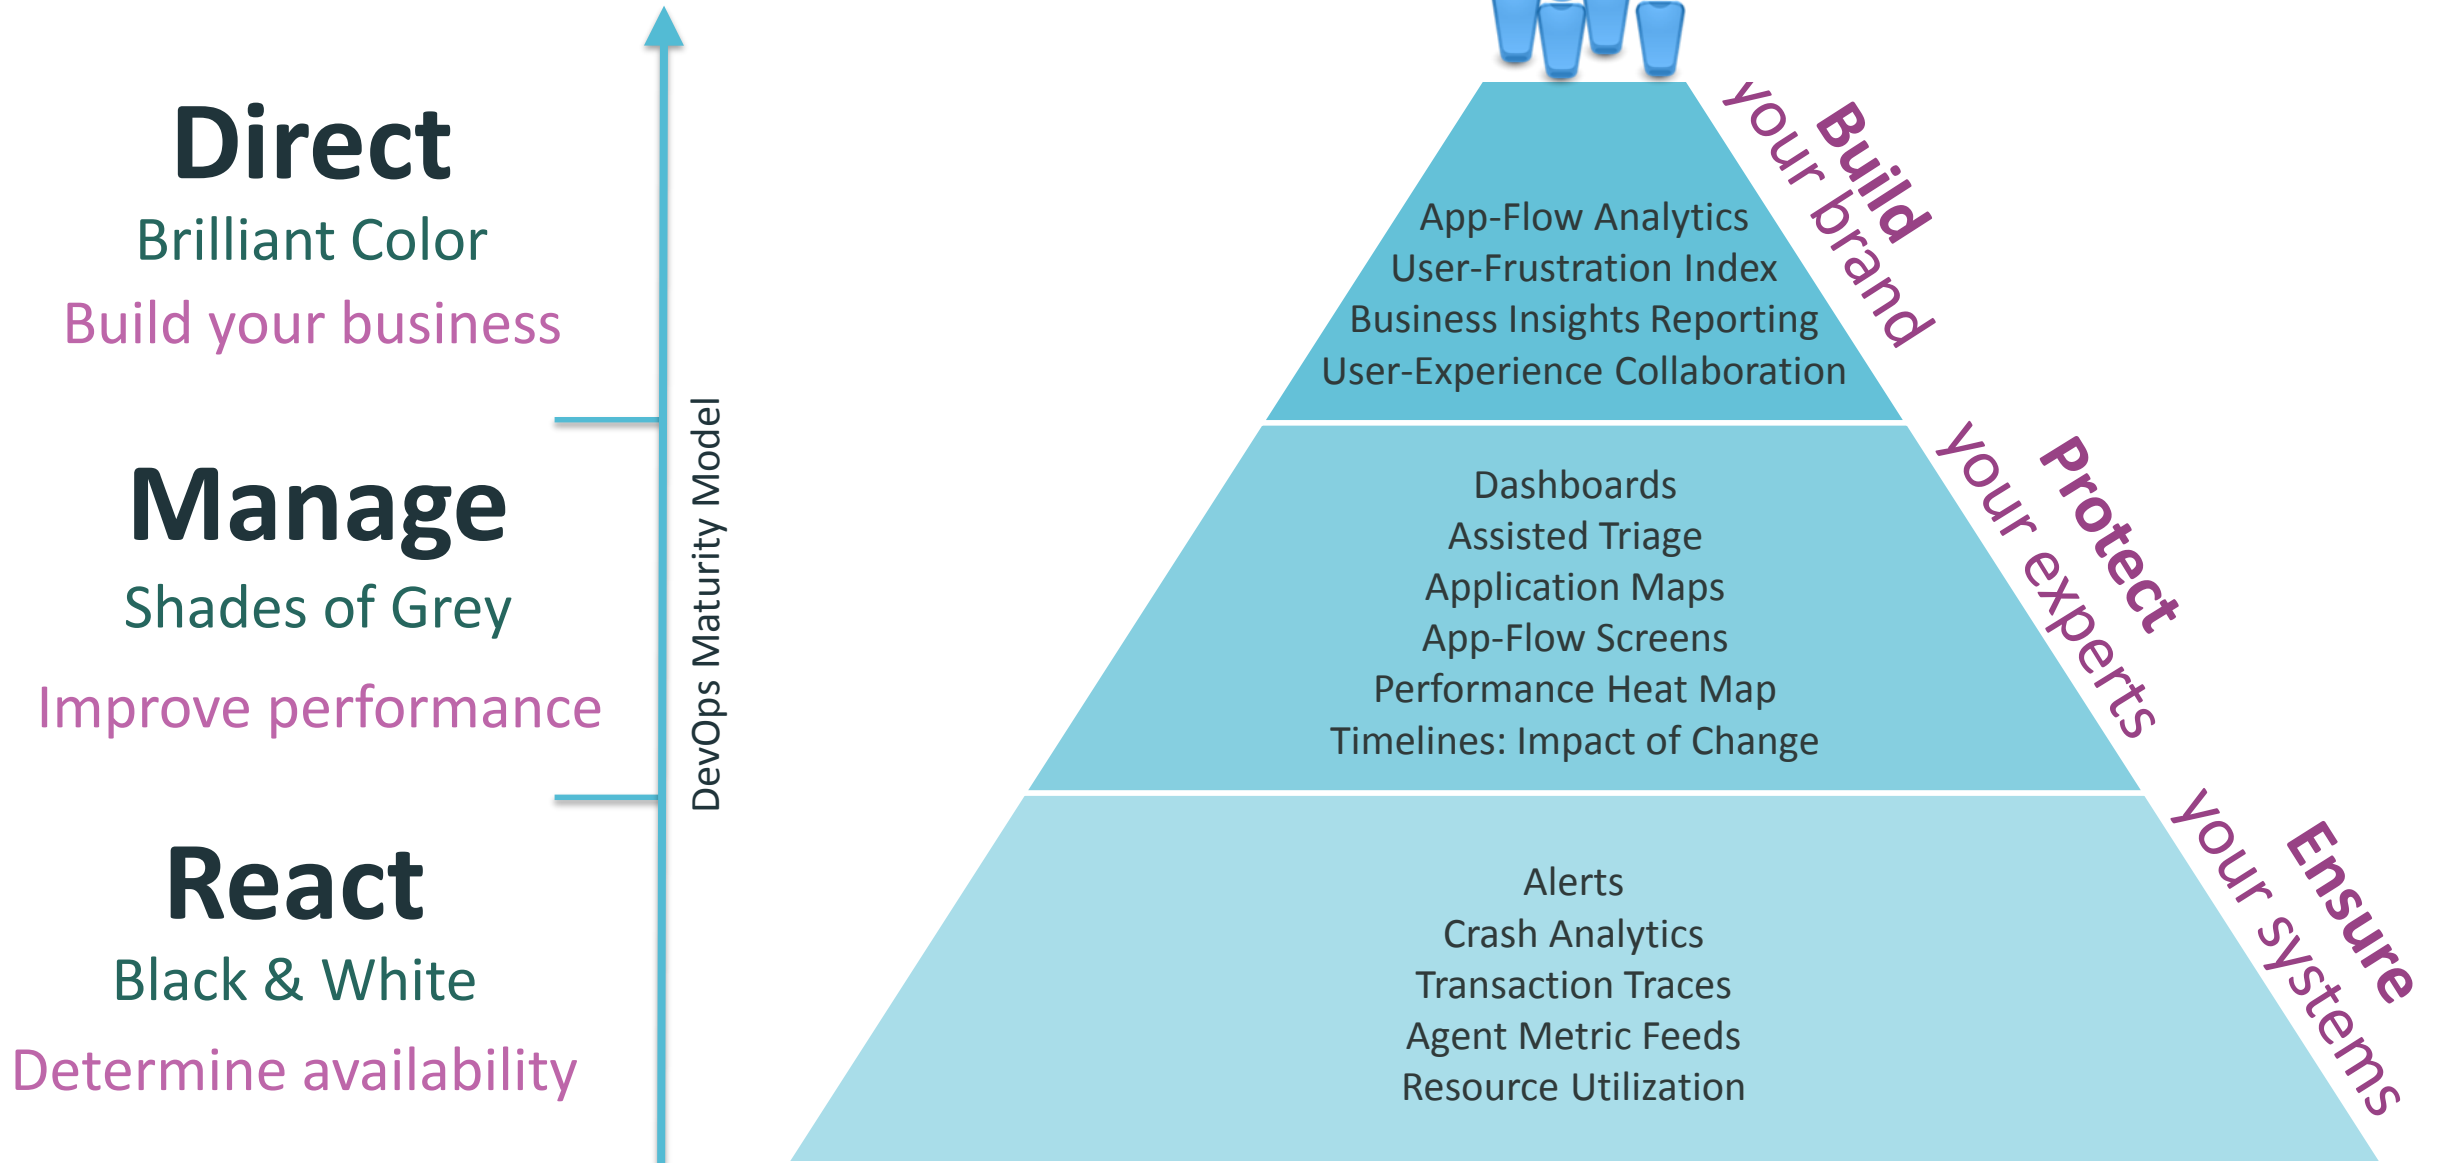 Direct
Brilliant Color
Build your business
Manage
Shades of Grey
Improve performance
React
Black & White
Determine availability
DevOps Maturity Model
App-Flow Analytics
User-Frustration Index
Business Insights Reporting
User-Experience Collaboration
Dashboards
Assisted Triage
Application Maps
App-Flow Screens
Performance Heat Map
Timelines: Impact of Change
Alerts
Crash Analytics
Transaction Traces
Agent Metric Feeds
Resource Utilization
Build
your brand
Protect
your experts
Ensure
your systems